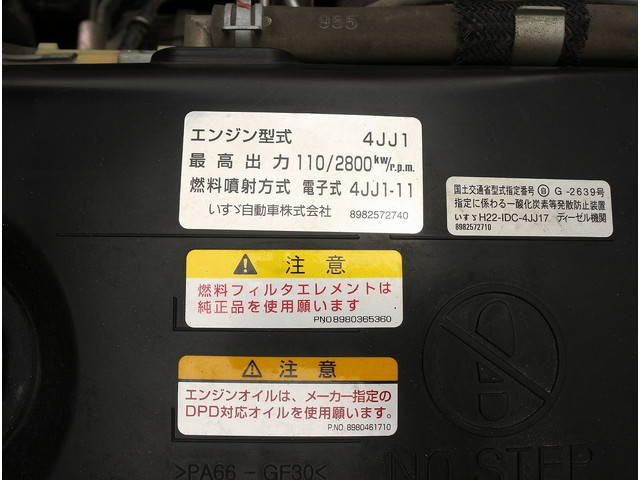 985
エンジン型式 4JJ1
最高出力 110/2800 kw/r.p.m.
燃料噴射方式 電子式 4JJ1-11
いすゞ自動車株式会社 8982572740
国土交通省型式指定番号 G-2639号
指定に係わる一酸化炭素等発散防止装置
いすゞ H22-IDC-4JJ17 ディーゼル機関
8982572710
注意
燃料フィルタエレメントは
純正品を使用願います
PNO8980365360
注意
エンジンオイルは、メーカー指定の
DPD対応オイルを使用願います。
P.NO. 8980461710
>PA66-GF30<
NO STEP